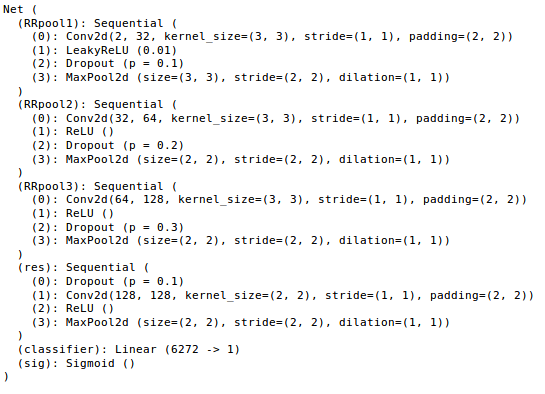 Net (
  (RRpool1): Sequential (
    (0): Conv2d(2, 32, kernel_size=(3, 3), stride=(1, 1), padding=(2, 2))
    (1): LeakyReLU (0.01)
    (2): Dropout (p = 0.1)
    (3): MaxPool2d (size=(3, 3), stride=(2, 2), dilation=(1, 1))
  )
  (RRpool2): Sequential (
    (0): Conv2d(32, 64, kernel_size=(3, 3), stride=(1, 1), padding=(2, 2))
    (1): ReLU ()
    (2): Dropout (p = 0.2)
    (3): MaxPool2d (size=(2, 2), stride=(2, 2), dilation=(1, 1))
  )
  (RRpool3): Sequential (
    (0): Conv2d(64, 128, kernel_size=(3, 3), stride=(1, 1), padding=(2, 2))
    (1): ReLU ()
    (2): Dropout (p = 0.3)
    (3): MaxPool2d (size=(2, 2), stride=(2, 2), dilation=(1, 1))
  )
  (res): Sequential (
    (0): Dropout (p = 0.1)
    (1): Conv2d(128, 128, kernel_size=(2, 2), stride=(1, 1), padding=(2, 2))
    (2): ReLU ()
    (3): MaxPool2d (size=(2, 2), stride=(2, 2), dilation=(1, 1))
  )
  (classifier): Linear (6272 -> 1)
  (sig): Sigmoid ()
)